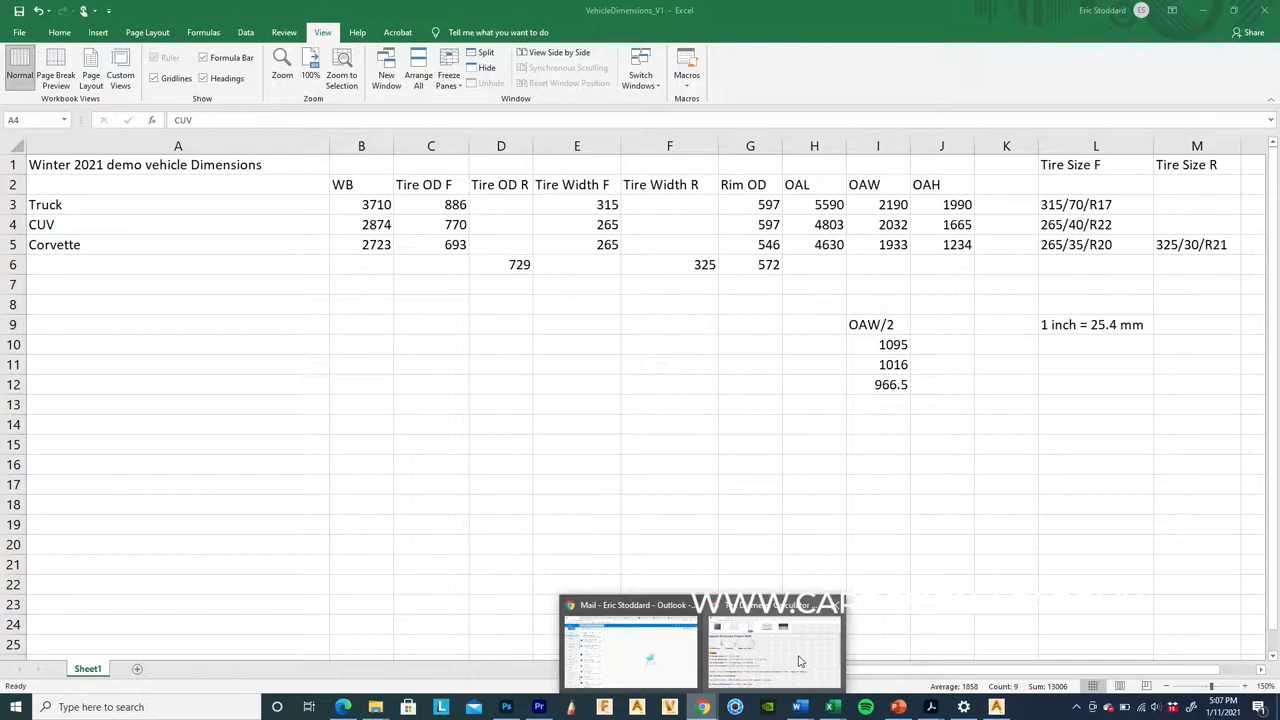 VehicleDimensions_V1 - Excel
Eric Stoddard
ES
File Home Insert Page Layout Formulas Data Review View Help Acrobat Tell me what you want to do
Share
Normal
Page Break Preview
Page Layout
Custom Views
Workbook Views
Ruler
Formula Bar
Gridlines
Headings
Show
Zoom
100%
Zoom to Selection
Zoom
New Window
Arrange All
Freeze Panes
Split
Hide
Unhide
View Side by Side
Synchronous Scrolling
Reset Window Position
Window
Switch Windows
Macros
Macros
A4
fx
CUV
A B C D E F G H I J K L M
1 Winter 2021 demo vehicle Dimensions Tire Size F Tire Size R
2 WB Tire OD F Tire OD R Tire Width F Tire Width R Rim OD OAL OAW OAH
3 Truck 3710 886 315 597 5590 2190 1990 315/70/R17
4 CUV 2874 770 265 597 4803 2032 1665 265/40/R22
5 Corvette 2723 693 265 546 4630 1933 1234 265/35/R20 325/30/R21
6 729 325 572
7
8
9 OAW/2 1 inch = 25.4 mm
10 1095
11 1016
12 966.5
13
14
15
16
17
18
19
20
21
22
23
Mail - Eric Stoddard - Outlook -...
Sheet1
Average: 1858 Count: 9 Sum: 13006
150%
Type here to search
5:07 PM
1/11/2021